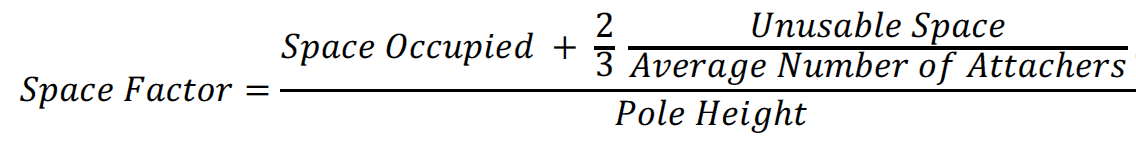 Space Factor = 
Space Occupied + 2/3 Unusable Space / Average Number of Attachers
Pole Height